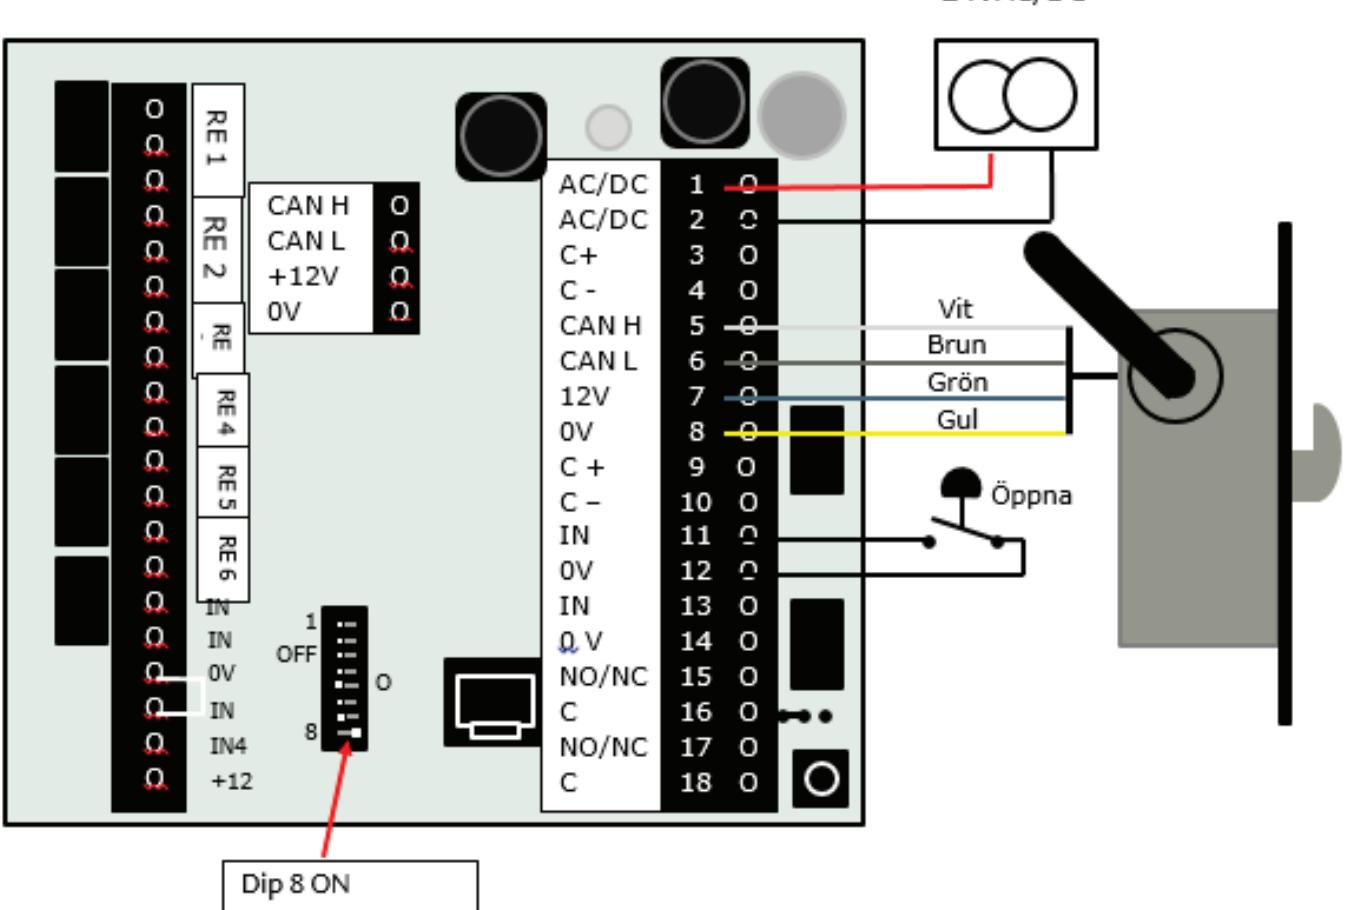 RE 1
RE 2
RE
RE 4
RE 5
RE 6
IN
IN
0V
IN
IN4
+12
CAN H
CAN L
+12V
0V
1
OFF
O
8
AC/DC 1 O
AC/DC 2 O
C+ 3 O
C - 4 O
CAN H 5 O
CAN L 6 O
12V 7 O
0V 8 O
C + 9 O
C – 10 O
IN 11 O
0V 12 O
IN 13 O
0 V 14 O
NO/NC 15 O
C 16 O
NO/NC 17 O
C 18 O
Vit
Brun
Grön
Gul
Öppna
Dip 8 ON